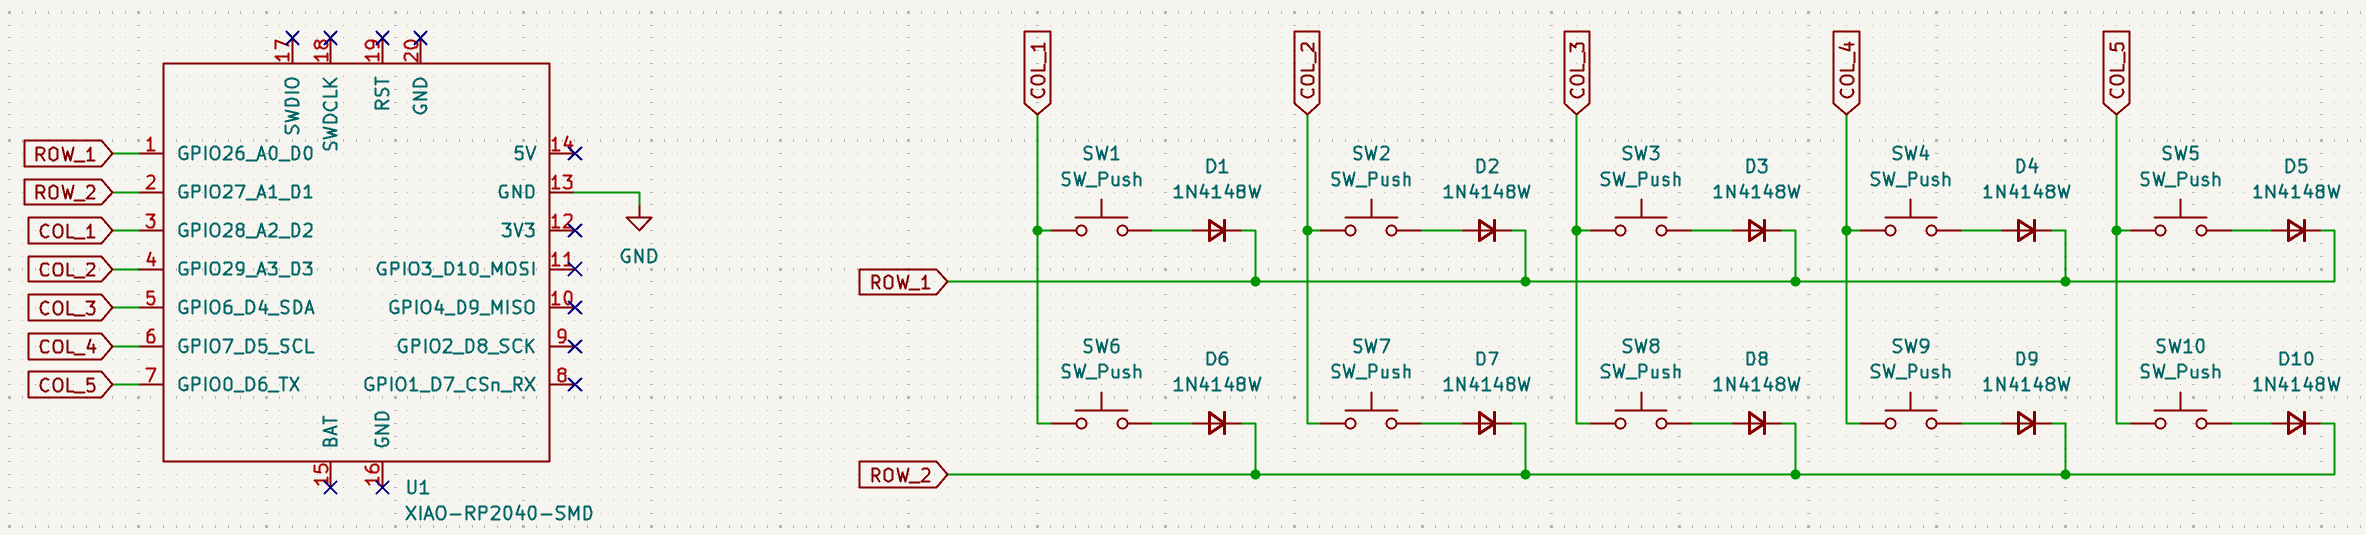 17 18 19 20
SWDIO SWDCLK RST GND
ROW_1 1 GPIO26_A0_D0 5V 14
ROW_2 2 GPIO27_A1_D1 GND 13
COL_1 3 GPIO28_A2_D2 3V3 12
GND
COL_2 4 GPIO29_A3_D3 GPIO3_D10_MOSI 11
COL_3 5 GPIO6_D4_SDA GPIO4_D9_MISO 10
COL_4 6 GPIO7_D5_SCL GPIO2_D8_SCK 9
COL_5 7 GPIO0_D6_TX GPIO1_D7_CSn_RX 8
BAT GND
15 16
U1
XIAO-RP2040-SMD
COL_1 COL_2 COL_3 COL_4 COL_5
SW1 D1 SW2 D2 SW3 D3 SW4 D4 SW5 D5
SW_Push 1N4148W SW_Push 1N4148W SW_Push 1N4148W SW_Push 1N4148W SW_Push 1N4148W
ROW_1
SW6 D6 SW7 D7 SW8 D8 SW9 D9 SW10 D10
SW_Push 1N4148W SW_Push 1N4148W SW_Push 1N4148W SW_Push 1N4148W SW_Push 1N4148W
ROW_2